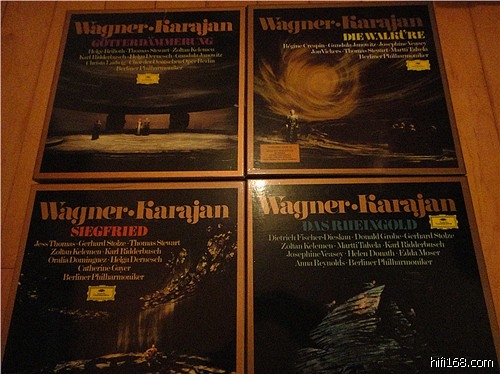 Wagner·Karajan
GÖTTERDÄMMERUNG
Helge Brilioth·Thomas Stewart·Zoltan Kelemen
Karl Ridderbusch·Helga Dernesch·Gundula Janowitz
Christa Ludwig·Chor der Deutschen Oper Berlin
Berliner Philharmoniker
Wagner·Karajan
DIE WALKÜRE
Régine Crespin·Gundula Janowitz·Josephine Veasey
Jon Vickers·Thomas Stewart·Martti Talvela
Berliner Philharmoniker
Wagner·Karajan
SIEGFRIED
Jess Thomas·Gerhard Stolze·Thomas Stewart
Zoltan Kelemen·Karl Ridderbusch
Oralia Dominguez·Helga Dernesch
Catherine Gayer
Berliner Philharmoniker
Wagner·Karajan
DAS RHEINGOLD
Dietrich Fischer-Dieskau·Donald Grobe·Gerhard Stolze
Zoltan Kelemen·Martti Talvela·Karl Ridderbusch
Josephine Veasey·Helen Donath·Edda Moser
Anna Reynolds·Berliner Philharmoniker
hifi168.com